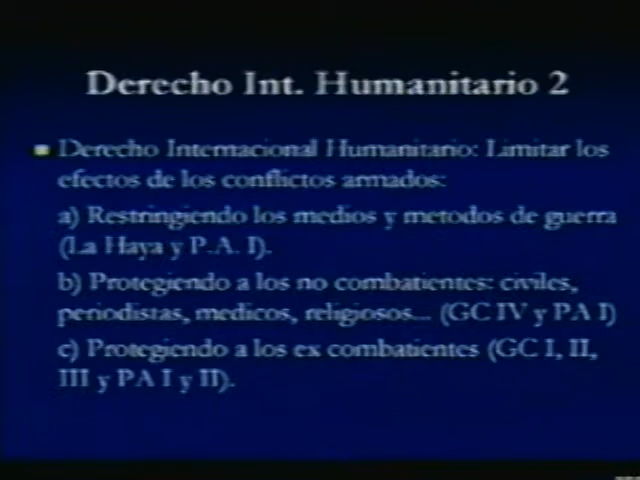 Derecho Int. Humanitario 2
Derecho Internacional Humanitario: Limitar los
efectos de los conflictos armados:
a) Restringiendo los medios y metodos de guerra
(La Haya y P.A. I).
b) Protegiendo a los no combatientes: civiles,
periodistas, medicos, religiosos... (GC IV y PA I)
c) Protegiendo a los ex combatientes (GC I, II,
III y PA I y II).